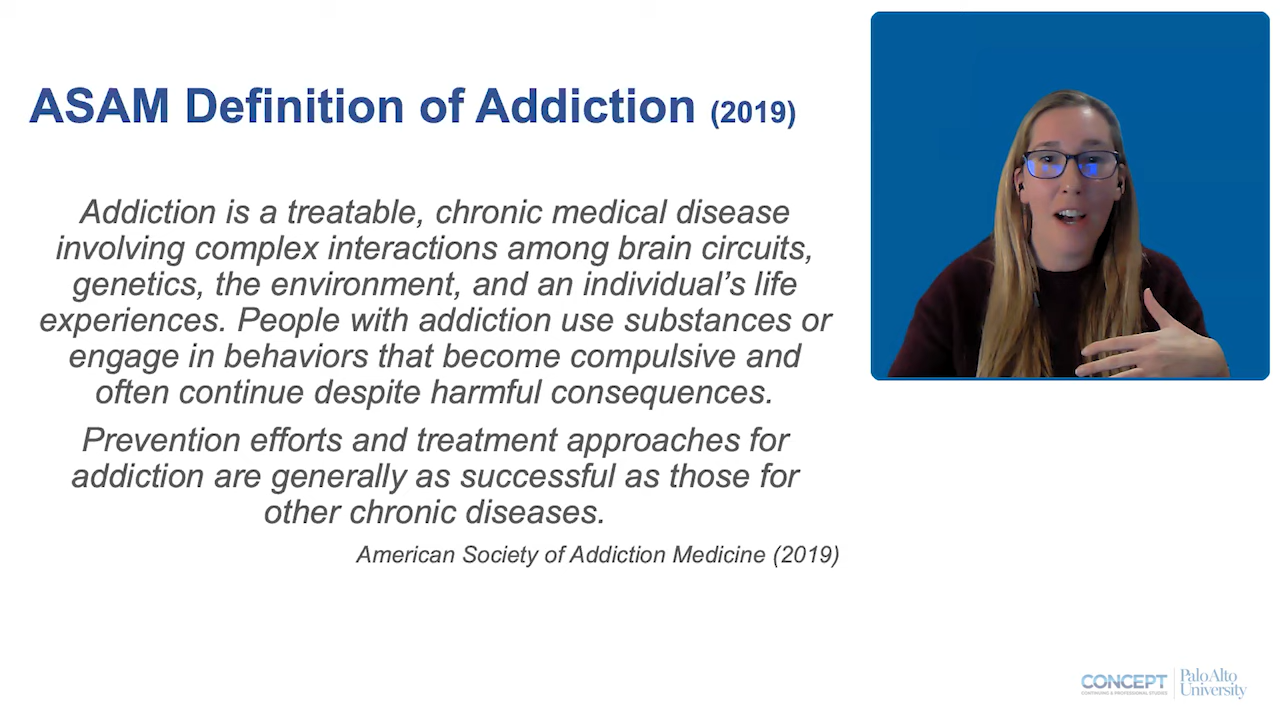 ASAM Definition of Addiction (2019)
Addiction is a treatable, chronic medical disease
involving complex interactions among brain circuits,
genetics, the environment, and an individual’s life
experiences. People with addiction use substances or
engage in behaviors that become compulsive and
often continue despite harmful consequences.
Prevention efforts and treatment approaches for
addiction are generally as successful as those for
other chronic diseases.
American Society of Addiction Medicine (2019)
CONCEPT
CONTINUING & PROFESSIONAL STUDIES
Palo Alto
University